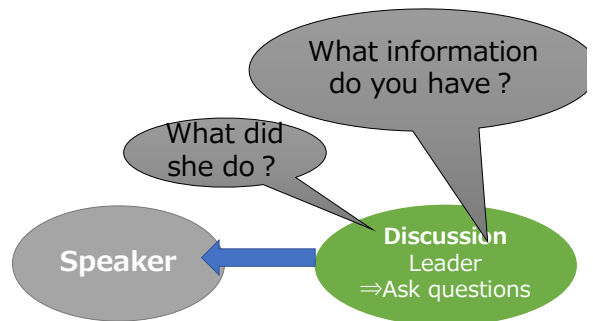 What information
do you have？
What did
she do？
Speaker
Discussion
Leader
⇒Ask questions